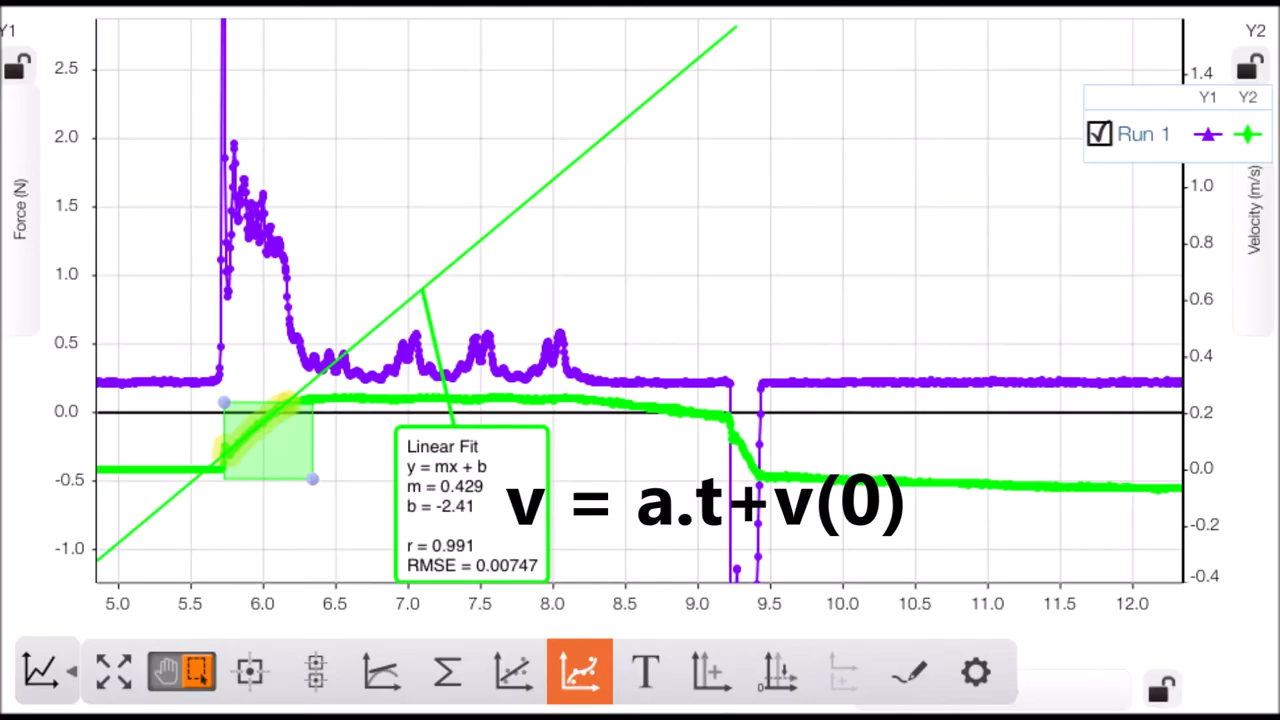 Y1
Y2
2.5
2.0
1.5
1.0
0.5
0.0
-0.5
-1.0
Force (N)
1.4
1.0
0.8
0.6
0.4
0.2
0.0
-0.2
-0.4
Velocity (m/s)
Y1 Y2
Run 1
Linear Fit
y = mx + b
m = 0.429
b = -2.41
r = 0.991
RMSE = 0.00747
v = a.t+v(0)
5.0 5.5 6.0 6.5 7.0 7.5 8.0 8.5 9.0 9.5 10.0 10.5 11.0 11.5 12.0
Σ
T
0